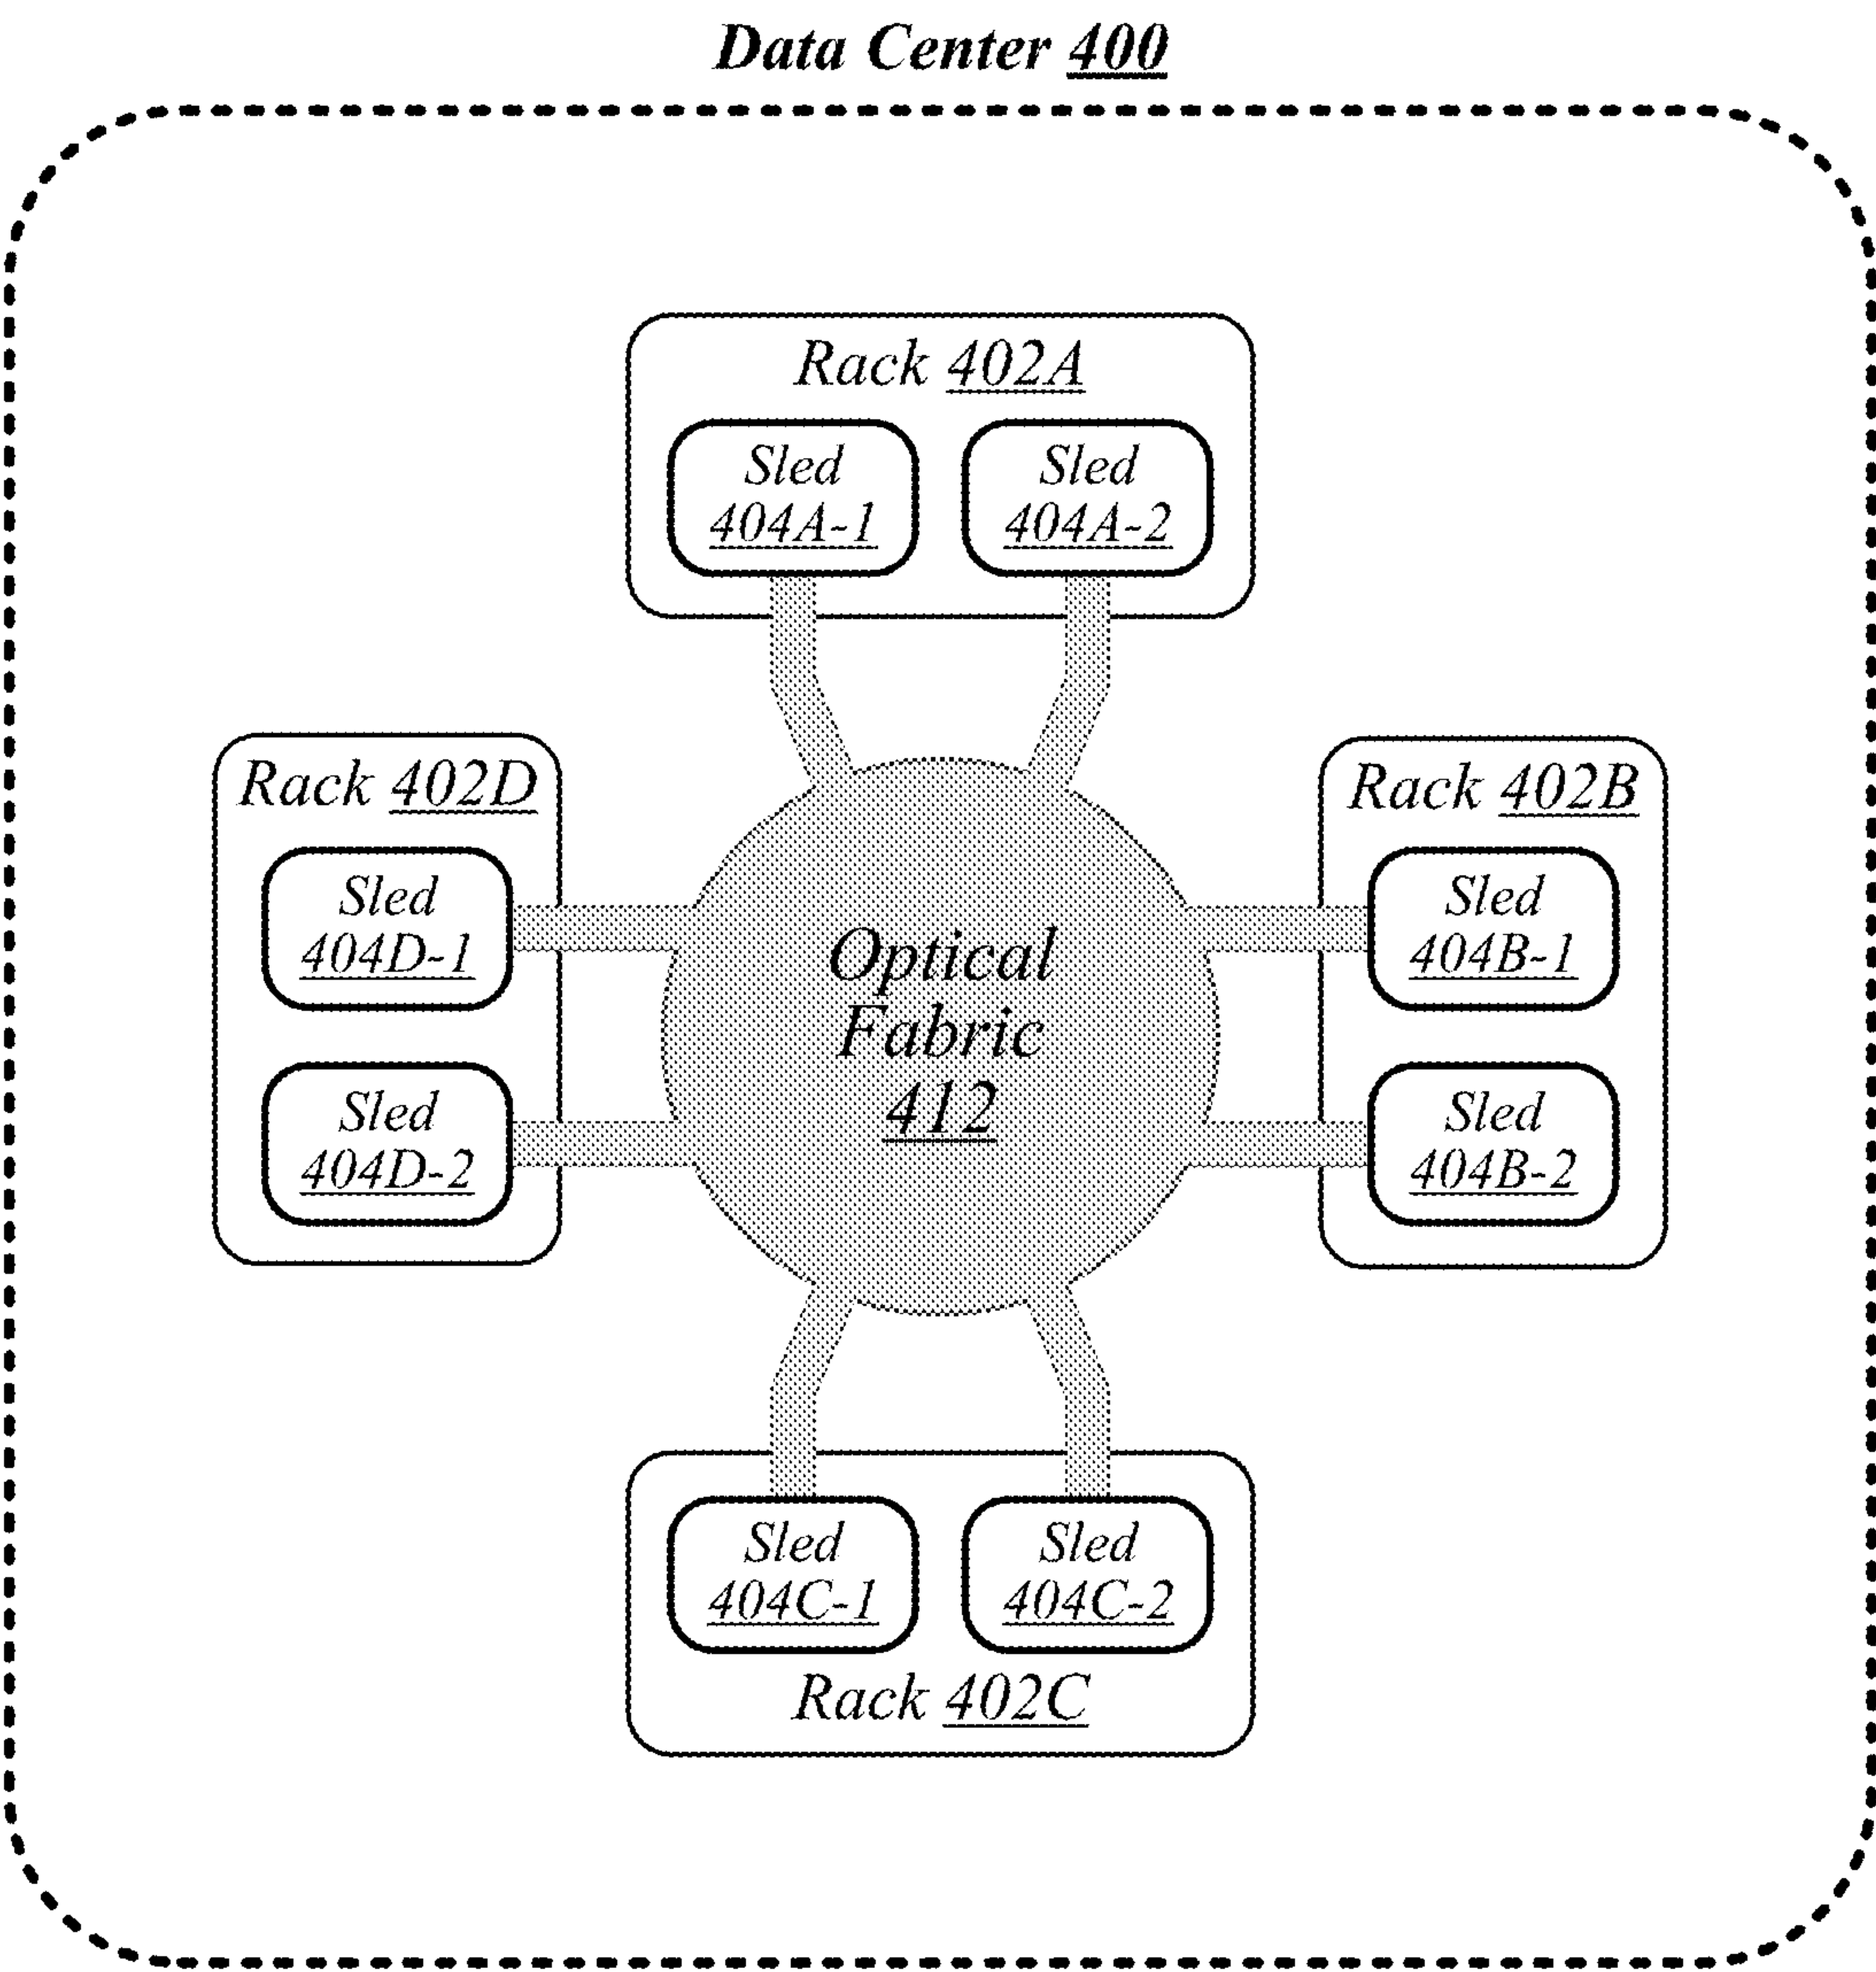 Data Center 400
Rack 402A
Sled
404A-1
Sled
404A-2
Rack 402D
Sled
404D-1
Sled
404D-2
Optical
Fabric
412
Rack 402B
Sled
404B-1
Sled
404B-2
Sled
404C-1
Sled
404C-2
Rack 402C